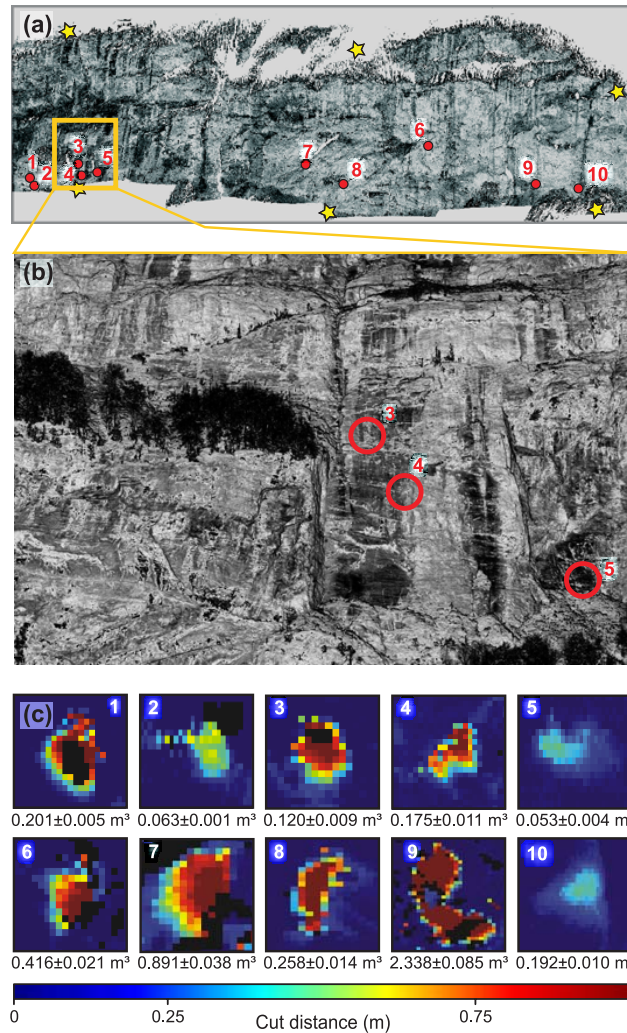 (a)
6
3
5
7
1
2
4
8
9
10
(b)
3
4
5
(c)
1
2
3
4
5
0.201±0.005 m³
0.063±0.001 m³
0.120±0.009 m³
0.175±0.011 m³
0.053±0.004 m³
6
7
8
9
10
0.416±0.021 m³
0.891±0.038 m³
0.258±0.014 m³
2.338±0.085 m³
0.192±0.010 m³
0
0.25
0.75
Cut distance (m)